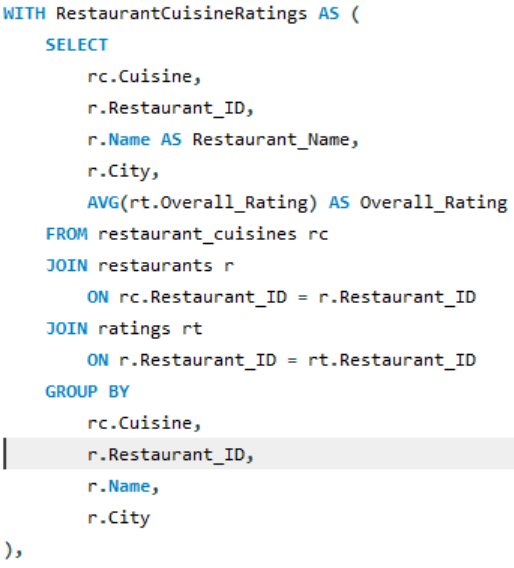 WITH RestaurantCuisineRatings AS (
    SELECT
        rc.Cuisine,
        r.Restaurant_ID,
        r.Name AS Restaurant_Name,
        r.City,
        AVG(rt.Overall_Rating) AS Overall_Rating
    FROM restaurant_cuisines rc
    JOIN restaurants r
        ON rc.Restaurant_ID = r.Restaurant_ID
    JOIN ratings rt
        ON r.Restaurant_ID = rt.Restaurant_ID
    GROUP BY
        rc.Cuisine,
        r.Restaurant_ID,
        r.Name,
        r.City
),